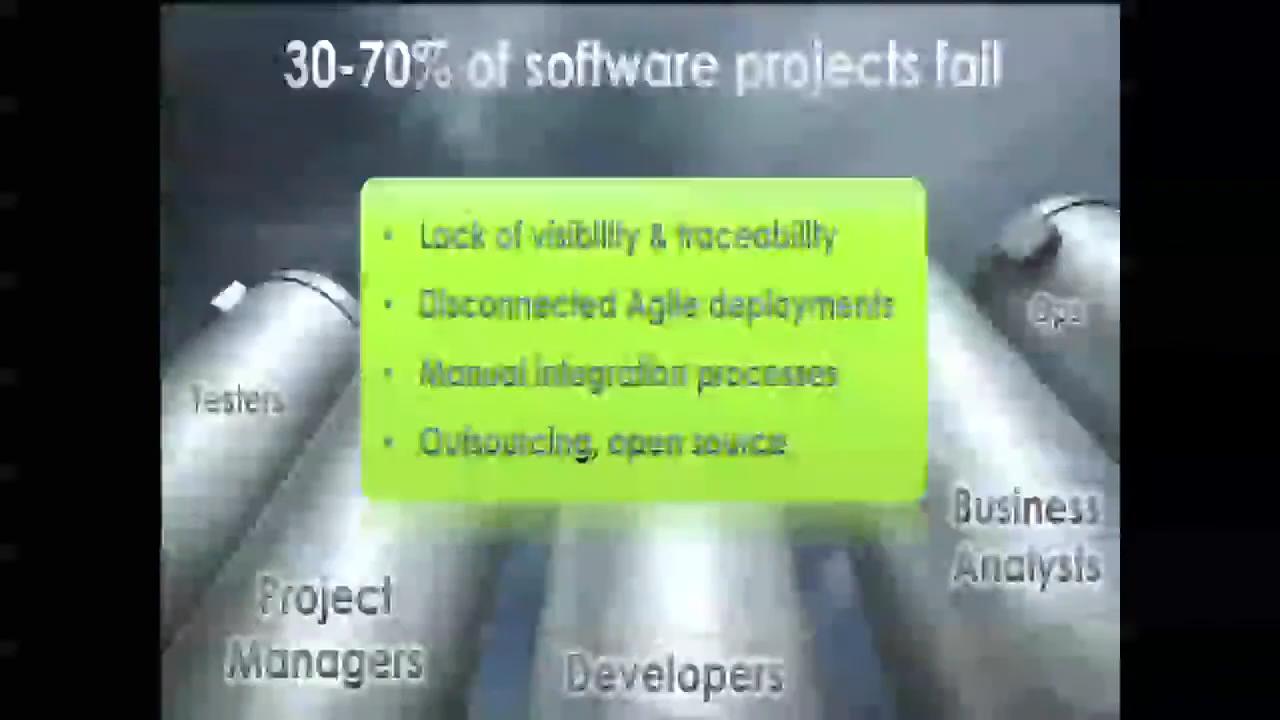 30-70% of software projects fail
• Lack of visibility & traceability
• Disconnected Agile deployments
• Manual integration processes
• Outsourcing, open source
Ops
Testers
Business
Analysts
Project
Managers
Developers